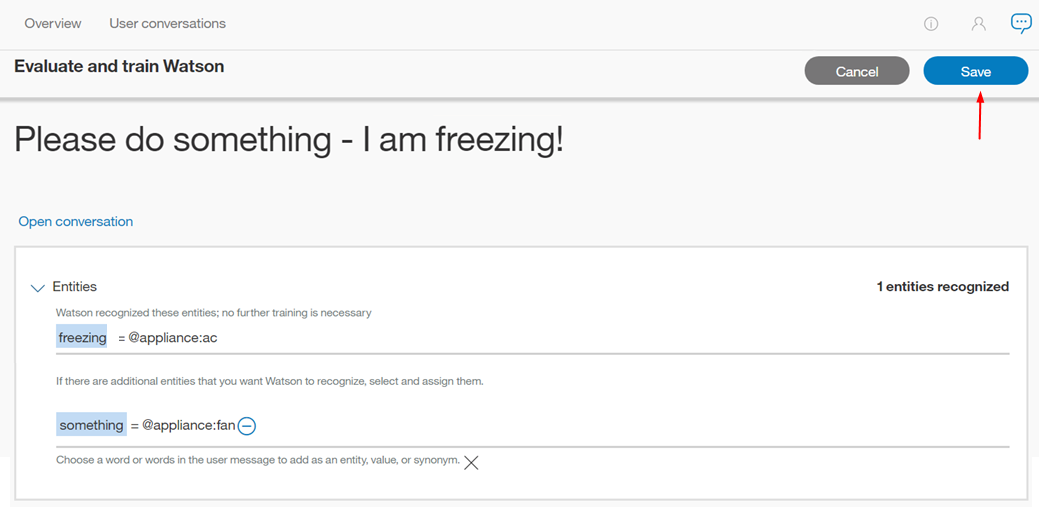 Overview User conversations
Evaluate and train Watson
Cancel Save
Please do something - I am freezing!
Open conversation
Entities 1 entities recognized
Watson recognized these entities; no further training is necessary
freezing = @appliance:ac
If there are additional entities that you want Watson to recognize, select and assign them.
something = @appliance:fan
Choose a word or words in the user message to add as an entity, value, or synonym.